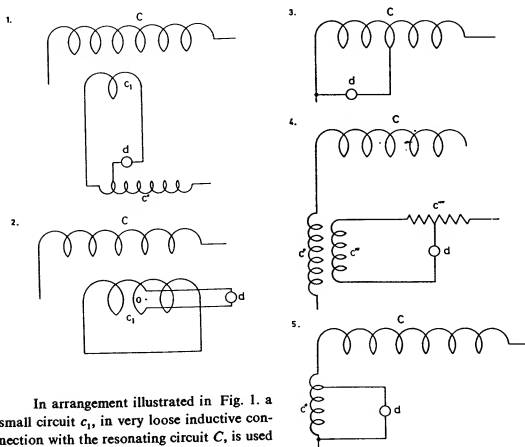 1.
C
c₁
d
c″
2.
C
O
c₁
d
3.
C
d
4.
C
c‴
c″
d
5.
C
d
In arrangement illustrated in Fig. 1. a
small circuit c₁, in very loose inductive con-
nection with the resonating circuit C, is used